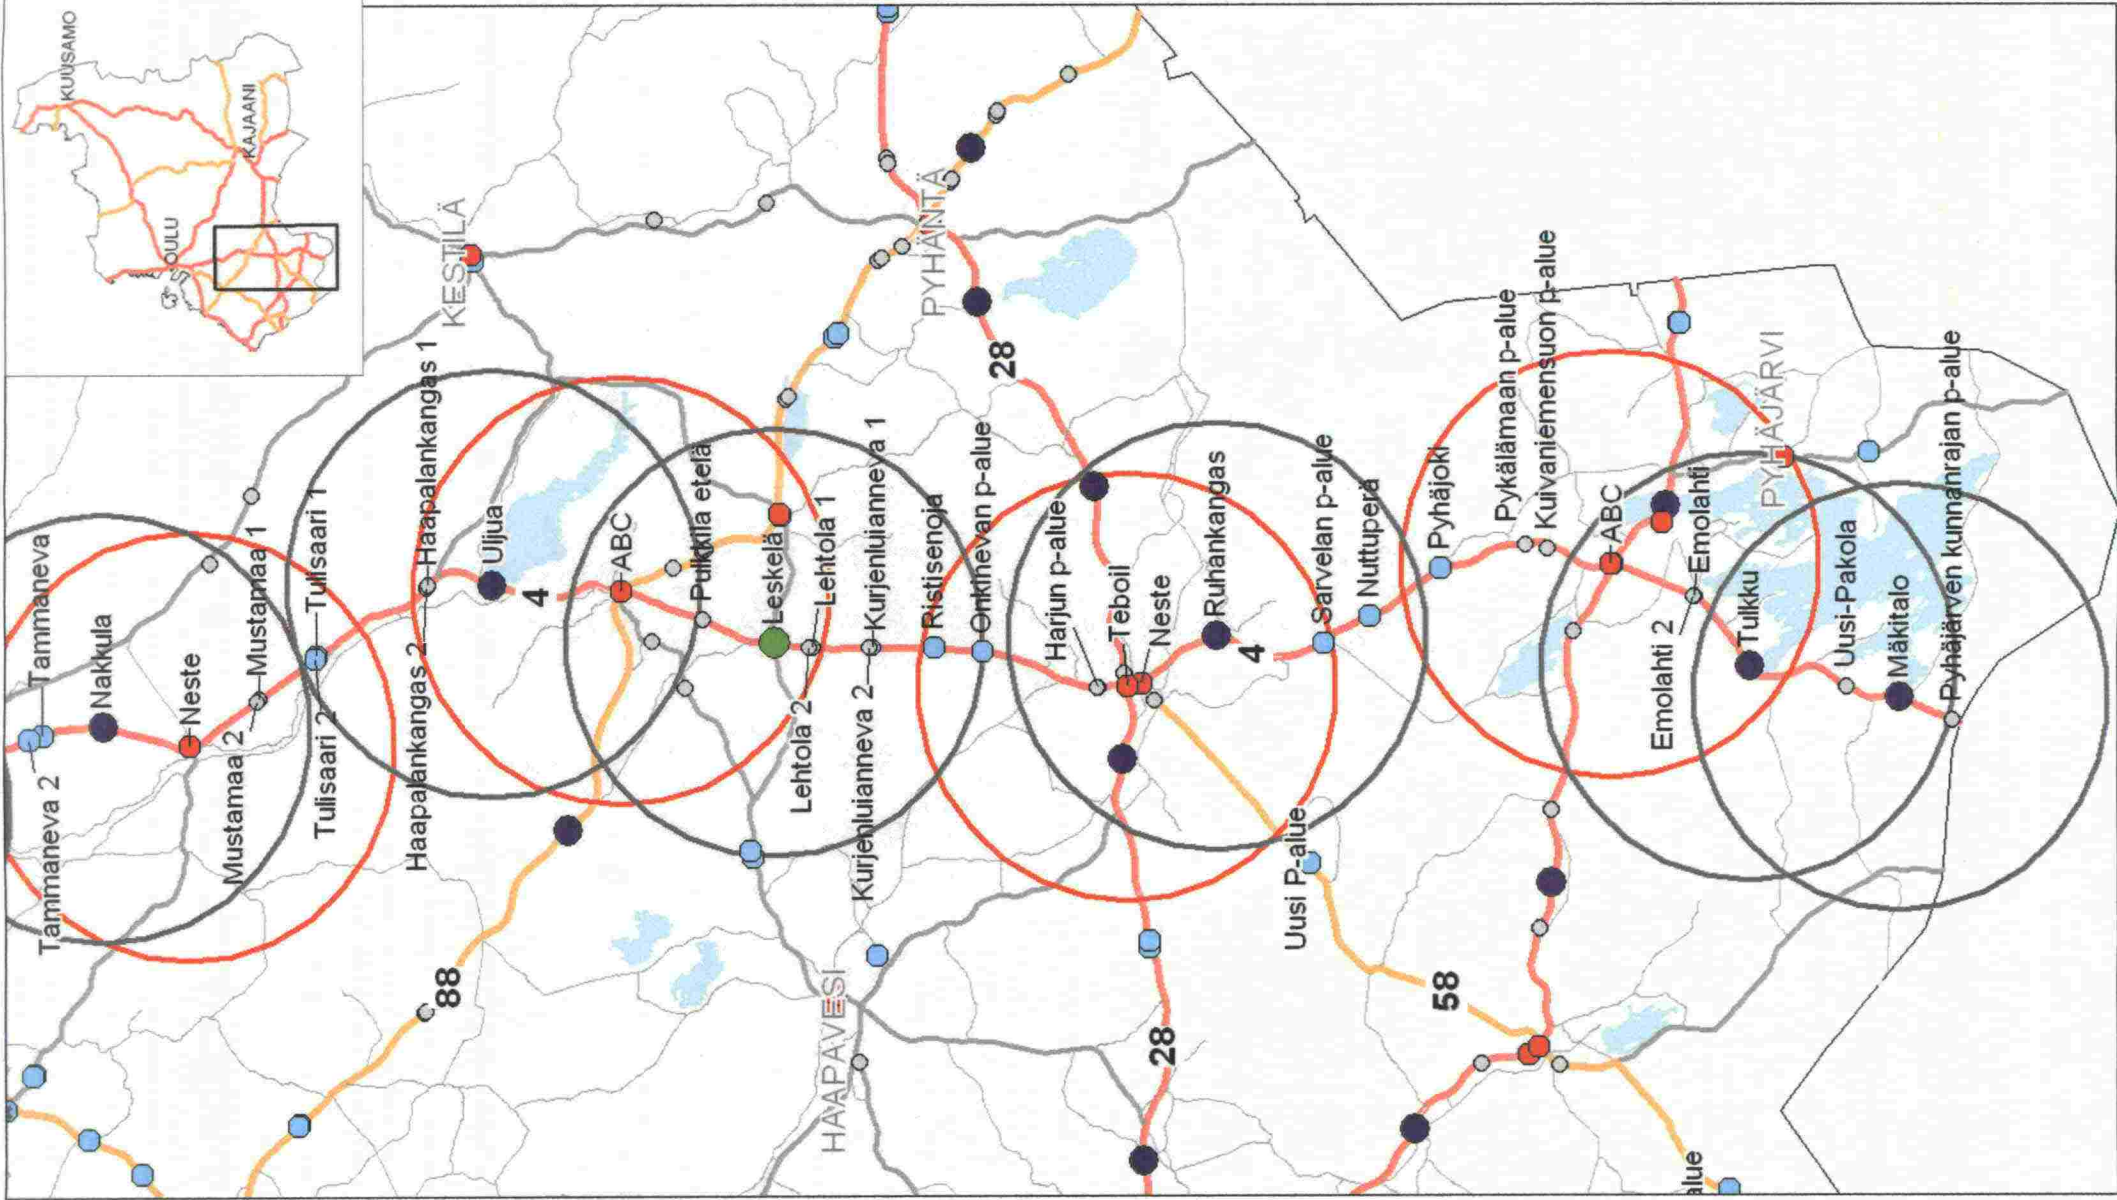 KUUSAMO
OULU
KAJAANI
KESTILÄ
PYHÄNTÄ
HAAPAVESI
PYHÄJÄRVI
Tammaneva
Tammaneva 2
Nakkula
Neste
Mustamaa 1
Mustamaa 2
Tulisaari 1
Tulisaari 2
Haapalankangas 1
Haapalankangas 2
Uljua
4
ABC
88
Pulkkila etelä
Leskelä
Lehtola 1
Lehtola 2
Kurjenluianneva 1
Kurjenluianneva 2
Ristisenoja
Onkinevan p-alue
28
Harjun p-alue
Teboil
Neste
Ruhankangas
4
28
Särvelän p-alue
Nuttuperä
Uusi P-alue
58
Pyhäjoki
Pykälämaan p-alue
Kuivaniemensuon p-alue
ABC
Emolahti
Emolahti 2
Tulkku
Uusi-Pakola
Mäkitalo
Pyhäjärven kunnanrajan p-alue
alue